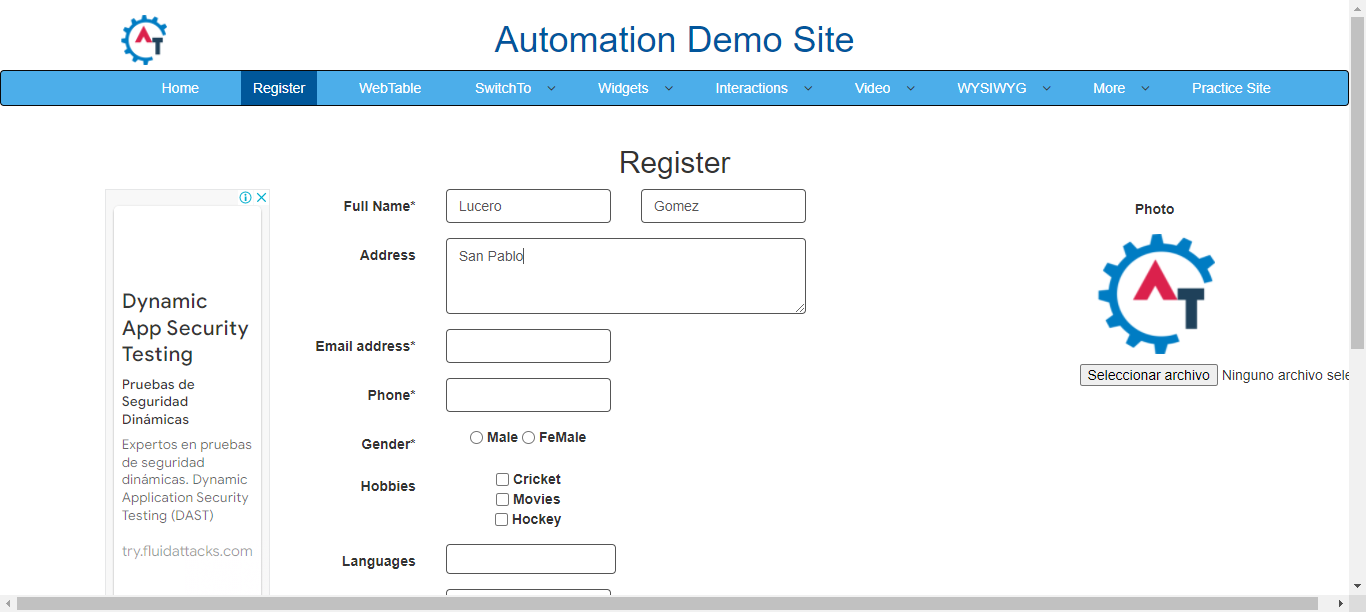 AT
Automation Demo Site
Home Register WebTable SwitchTo Widgets Interactions Video WYSIWYG More Practice Site
Register
Full Name* Lucero Gomez
Photo
Address San Pablo
AT
Dynamic
App Security
Testing
Pruebas de
Seguridad
Dinámicas
Expertos en pruebas
de seguridad
dinámicas. Dynamic
Application Security
Testing (DAST)
try.fluidattacks.com
Email address*
Seleccionar archivo Ninguno archivo sele
Phone*
Gender* Male FeMale
Hobbies Cricket
Movies
Hockey
Languages